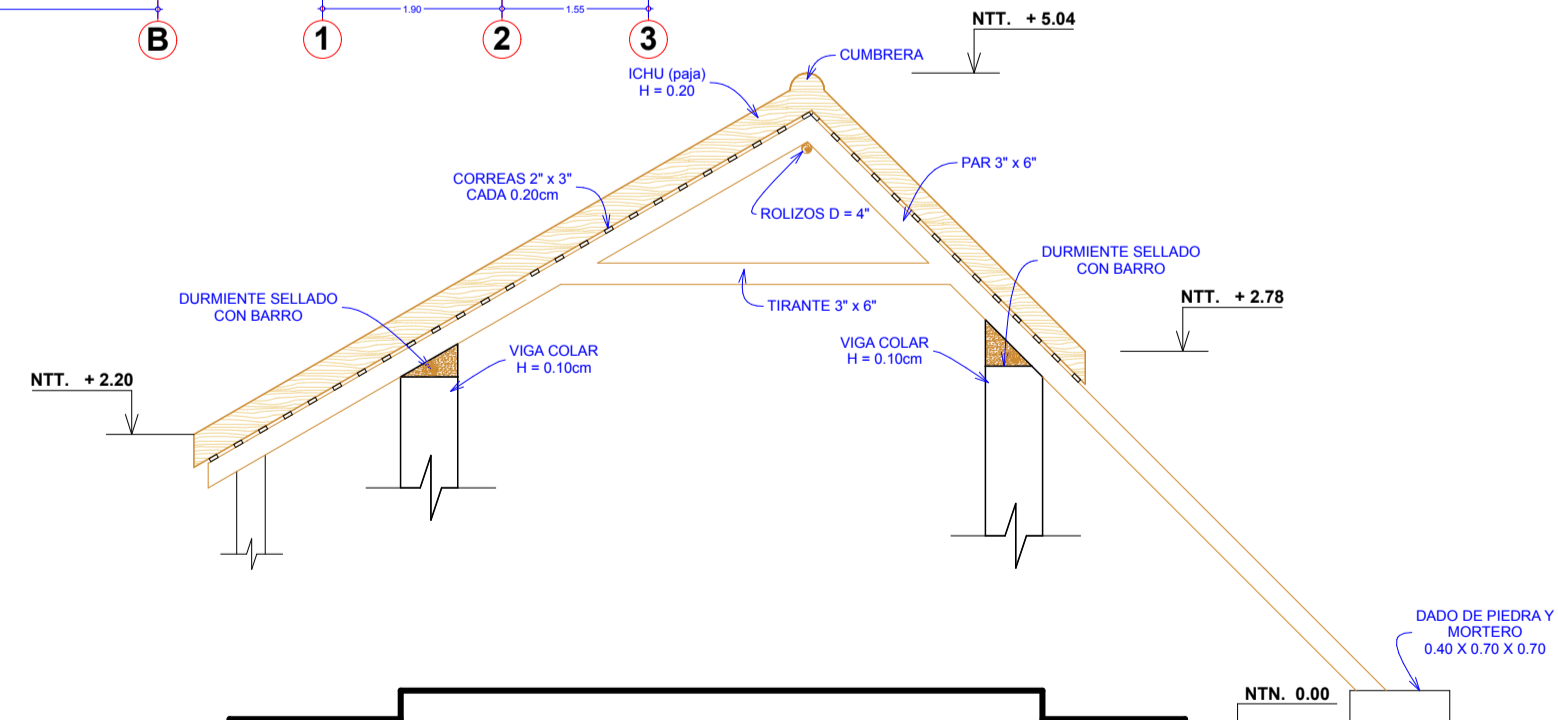 1.90
1.55
B
1
2
3
NTT. + 5.04
CUMBRERA
ICHU (paja)
H = 0.20
PAR 3" x 6"
CORREAS 2" x 3"
CADA 0.20cm
ROLIZOS D = 4"
DURMIENTE SELLADO
CON BARRO
DURMIENTE SELLADO
CON BARRO
NTT. + 2.78
TIRANTE 3" x 6"
VIGA COLAR
H = 0.10cm
VIGA COLAR
H = 0.10cm
NTT. + 2.20
DADO DE PIEDRA Y
MORTERO
0.40 X 0.70 X 0.70
NTN. 0.00